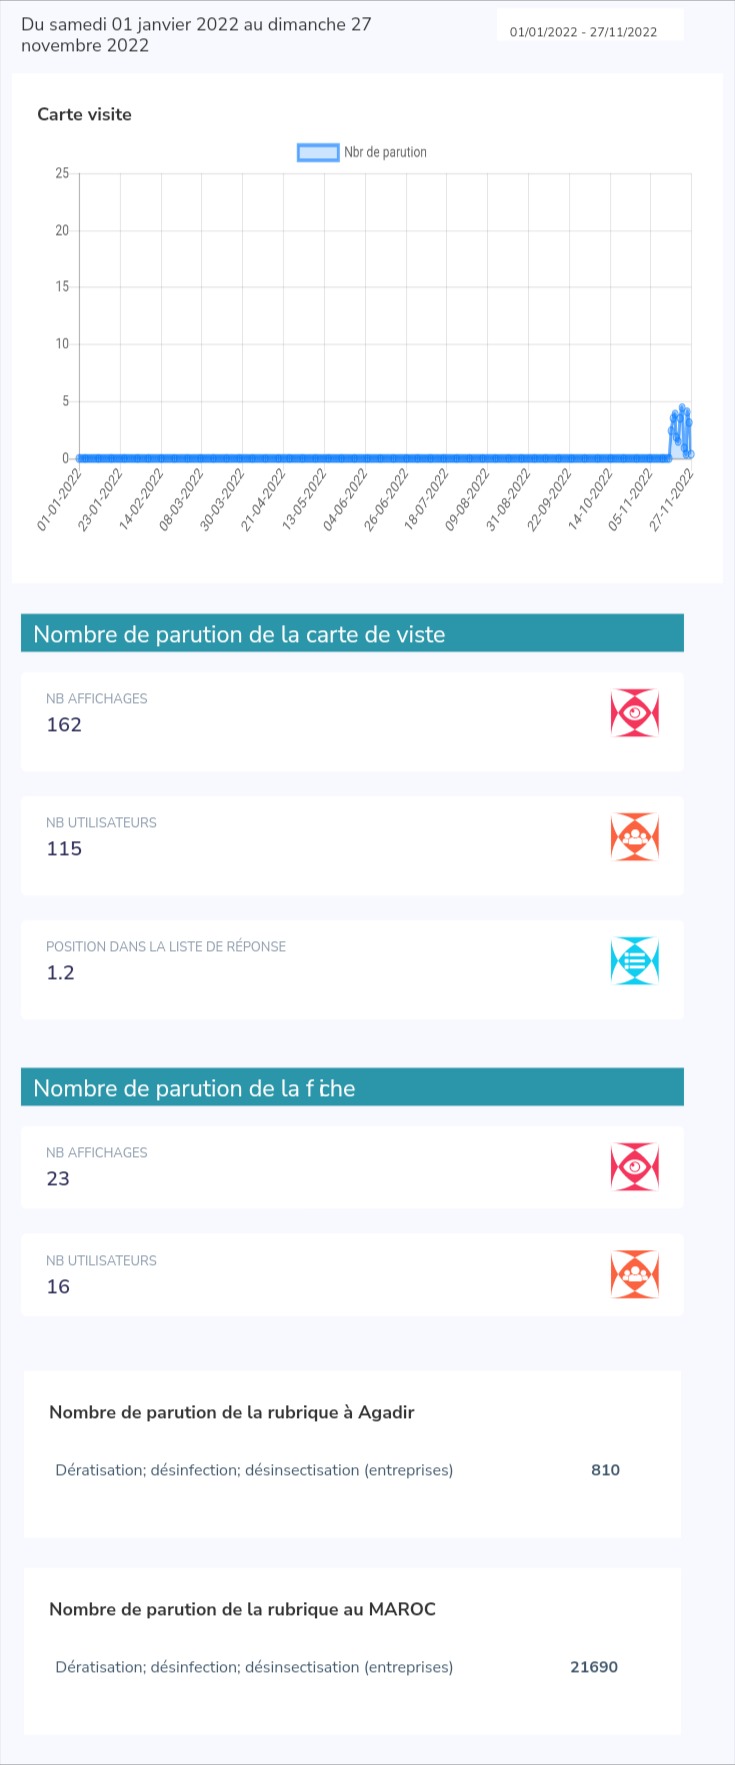 Du samedi 01 janvier 2022 au dimanche 27
novembre 2022
01/01/2022 - 27/11/2022
Carte visite
Nbr de parution
25
20
15
10
5
0
01-01-2022
23-01-2022
14-02-2022
08-03-2022
30-03-2022
21-04-2022
13-05-2022
04-06-2022
26-06-2022
18-07-2022
09-08-2022
31-08-2022
22-09-2022
14-10-2022
05-11-2022
27-11-2022
Nombre de parution de la carte de viste
NB AFFICHAGES
162
NB UTILISATEURS
115
POSITION DANS LA LISTE DE RÉPONSE
1.2
Nombre de parution de la fiche
NB AFFICHAGES
23
NB UTILISATEURS
16
Nombre de parution de la rubrique à Agadir
Dératisation; désinfection; désinsectisation (entreprises) 810
Nombre de parution de la rubrique au MAROC
Dératisation; désinfection; désinsectisation (entreprises) 21690